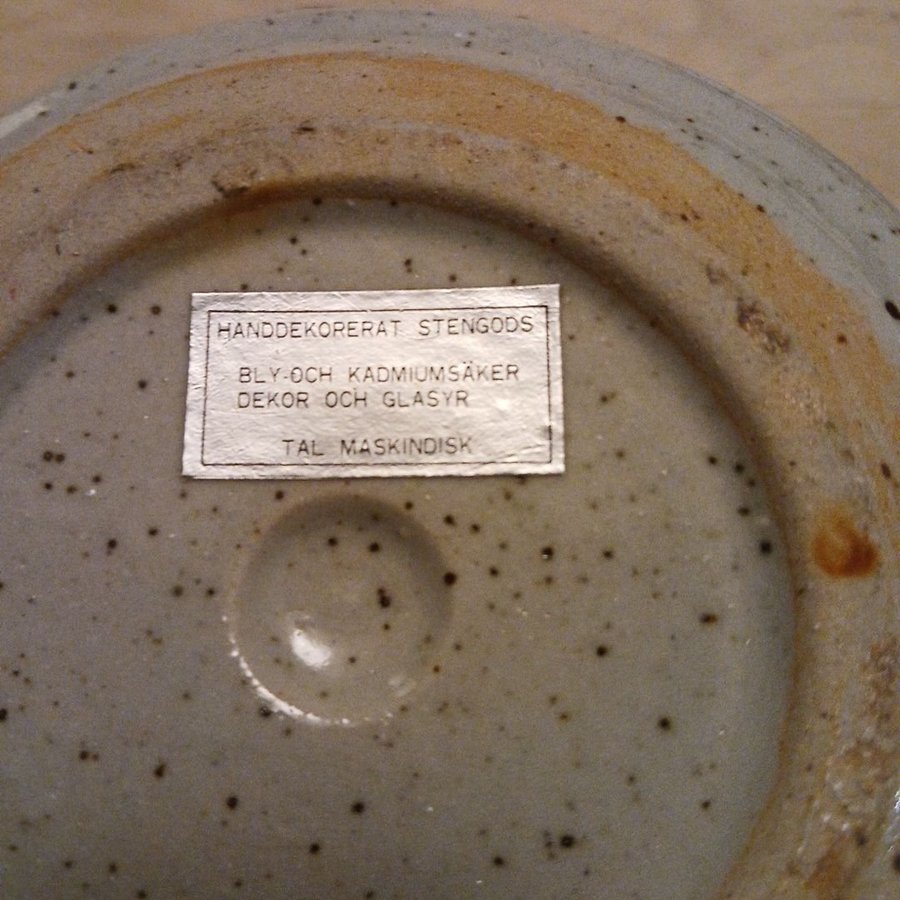 HANDDEKORERAT STENGODS
BLY-OCH KADMIUMSÄKER
DEKOR OCH GLASYR
TAL MASKINDISK